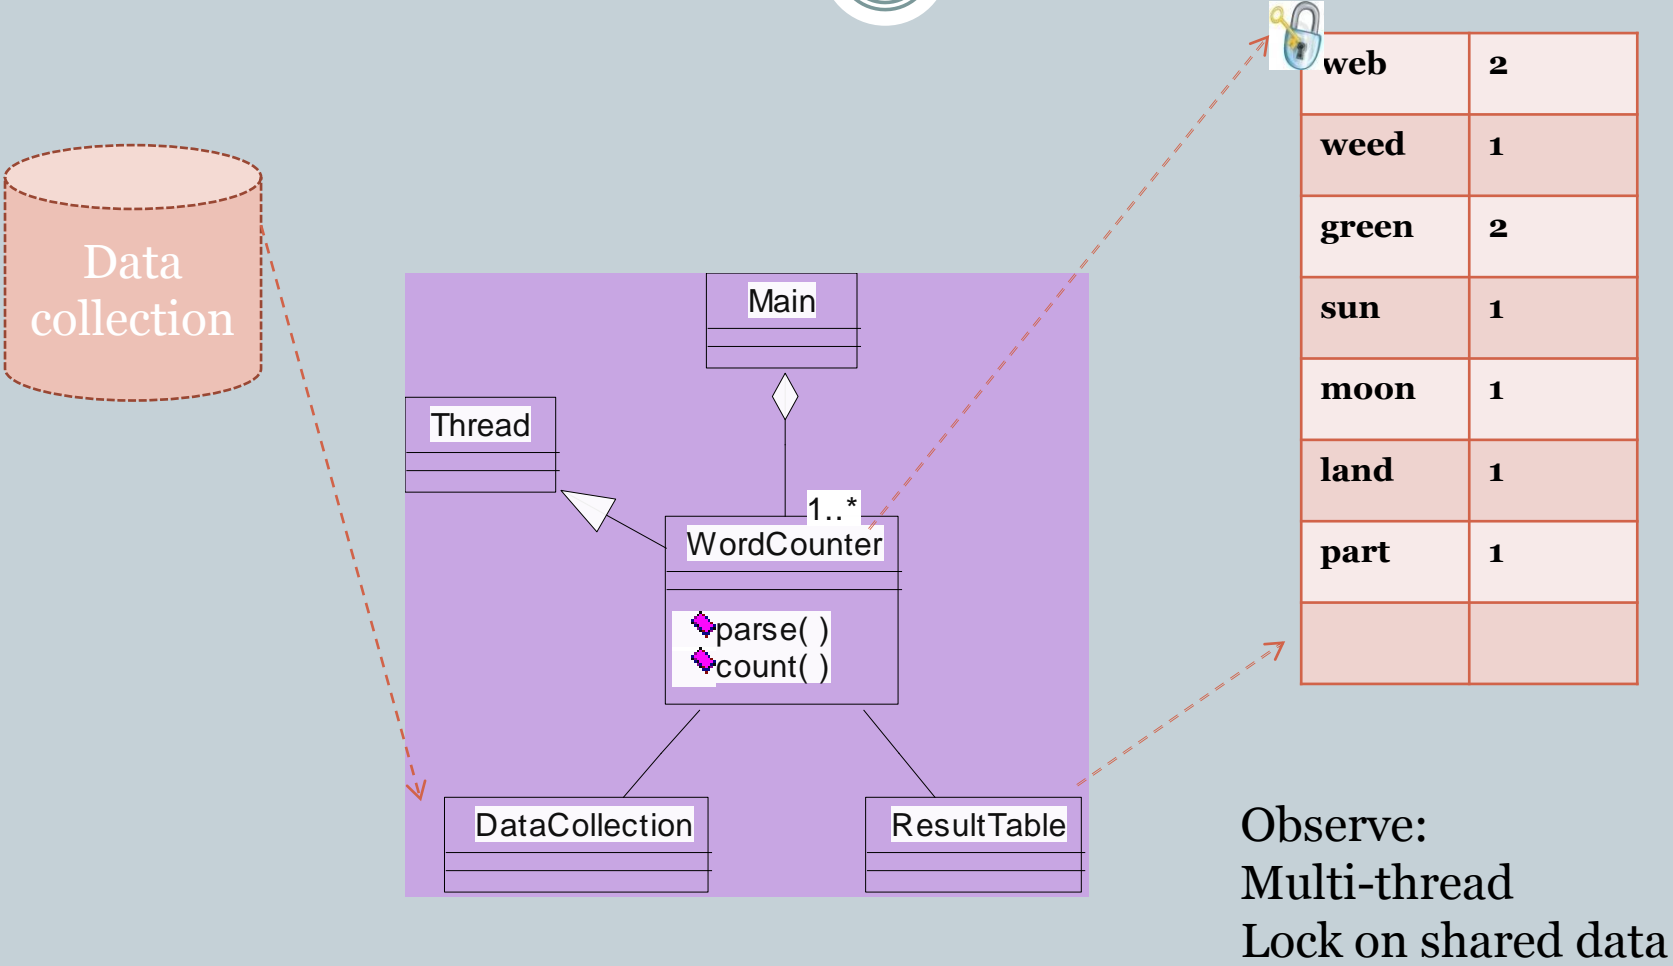 Data
collection
Main
Thread
1..*
WordCounter
parse( )
count( )
DataCollection
ResultTable
web 2
weed 1
green 2
sun 1
moon 1
land 1
part 1
Observe:
Multi-thread
Lock on shared data